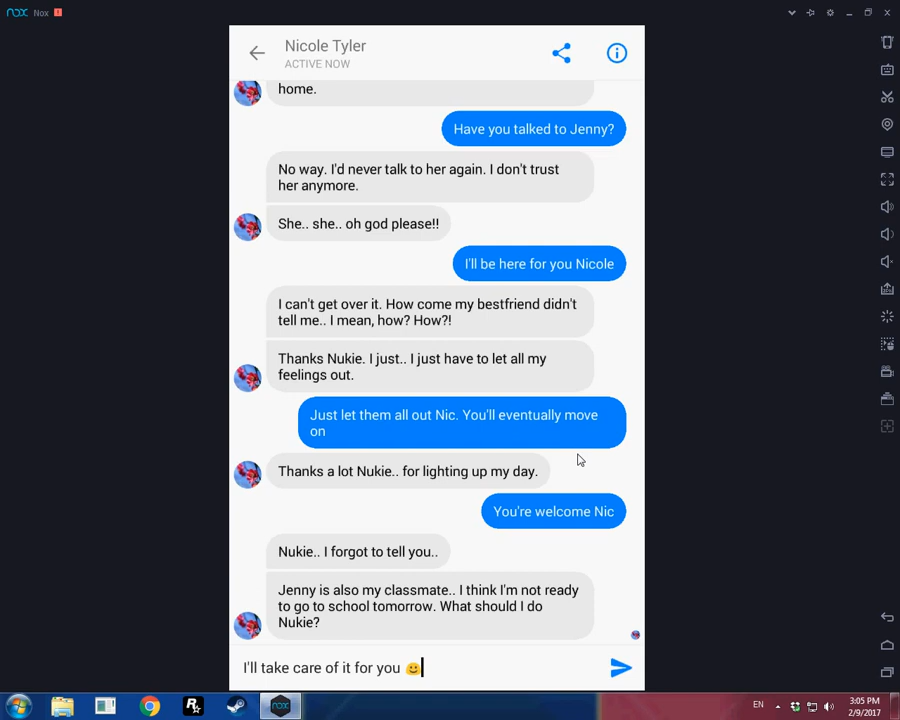 nox Nox
Nicole Tyler
ACTIVE NOW
home.
Have you talked to Jenny?
No way. I'd never talk to her again. I don't trust
her anymore.
She.. she.. oh god please!!
I'll be here for you Nicole
I can't get over it. How come my bestfriend didn't
tell me.. I mean, how? How?!
Thanks Nukie. I just.. I just have to let all my
feelings out.
Just let them all out Nic. You'll eventually move
on
Thanks a lot Nukie.. for lighting up my day.
You're welcome Nic
Nukie.. I forgot to tell you..
Jenny is also my classmate.. I think I'm not ready
to go to school tomorrow. What should I do
Nukie?
I'll take care of it for you 🙂
R★
nox
EN
3:05 PM
2/9/2017